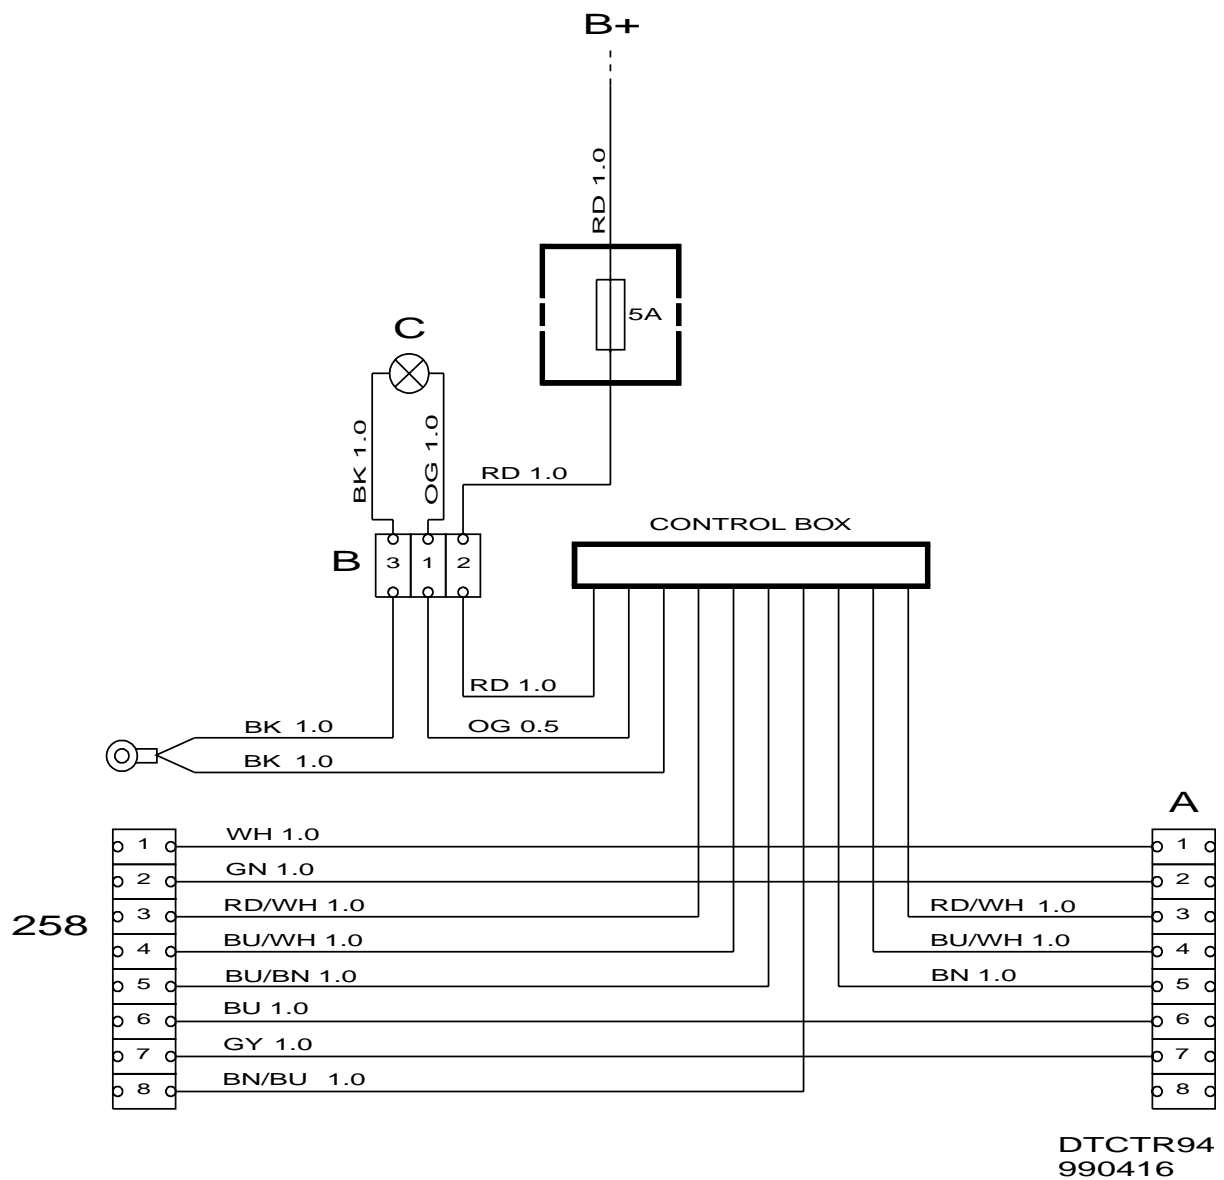 B+
RD 1.0
5A
C
BK 1.0
OG 1.0
RD 1.0
CONTROL BOX
B
3 1 2
RD 1.0
BK 1.0
OG 0.5
BK 1.0
A
258
1 WH 1.0 1
2 GN 1.0 2
3 RD/WH 1.0 RD/WH 1.0 3
4 BU/WH 1.0 BU/WH 1.0 4
5 BU/BN 1.0 BN 1.0 5
6 BU 1.0 6
7 GY 1.0 7
8 BN/BU 1.0 8
DTCTR94
990416